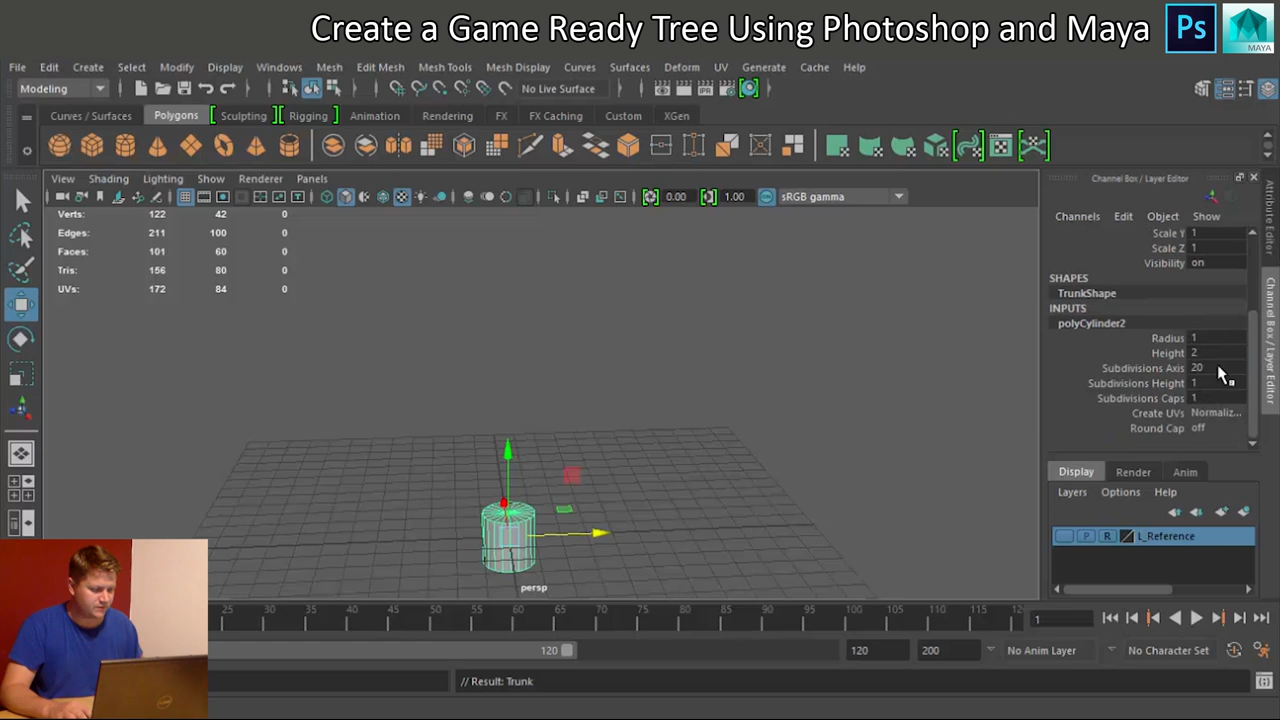 Create a Game Ready Tree Using Photoshop and Maya
Ps
MAYA
File Edit Create Select Modify Display Windows Mesh Edit Mesh Mesh Tools Mesh Display Curves Surfaces Deform UV Generate Cache Help
Modeling
No Live Surface
Curves / Surfaces Polygons Sculpting Rigging Animation Rendering FX FX Caching Custom XGen
View Shading Lighting Show Renderer Panels
0.00 1.00 sRGB gamma
Verts: 122 42 0
Edges: 211 100 0
Faces: 101 60 0
Tris: 156 80 0
UVs: 172 84 0
persp
Channel Box / Layer Editor
Channels Edit Object Show
Scale Y 1
Scale Z 1
Visibility on
SHAPES
TrunkShape
INPUTS
polyCylinder2
Radius 1
Height 2
Subdivisions Axis 20
Subdivisions Height 1
Subdivisions Caps 1
Create UVs Normaliz...
Round Cap off
Display Render Anim
Layers Options Help
P R L_Reference
Attribute Editor
Channel Box / Layer Editor
25 30 35 40 45 50 55 60 65 70 75 80 85 90 95 100 105 110 115 12
1
120 120 200 No Anim Layer No Character Set
// Result: Trunk